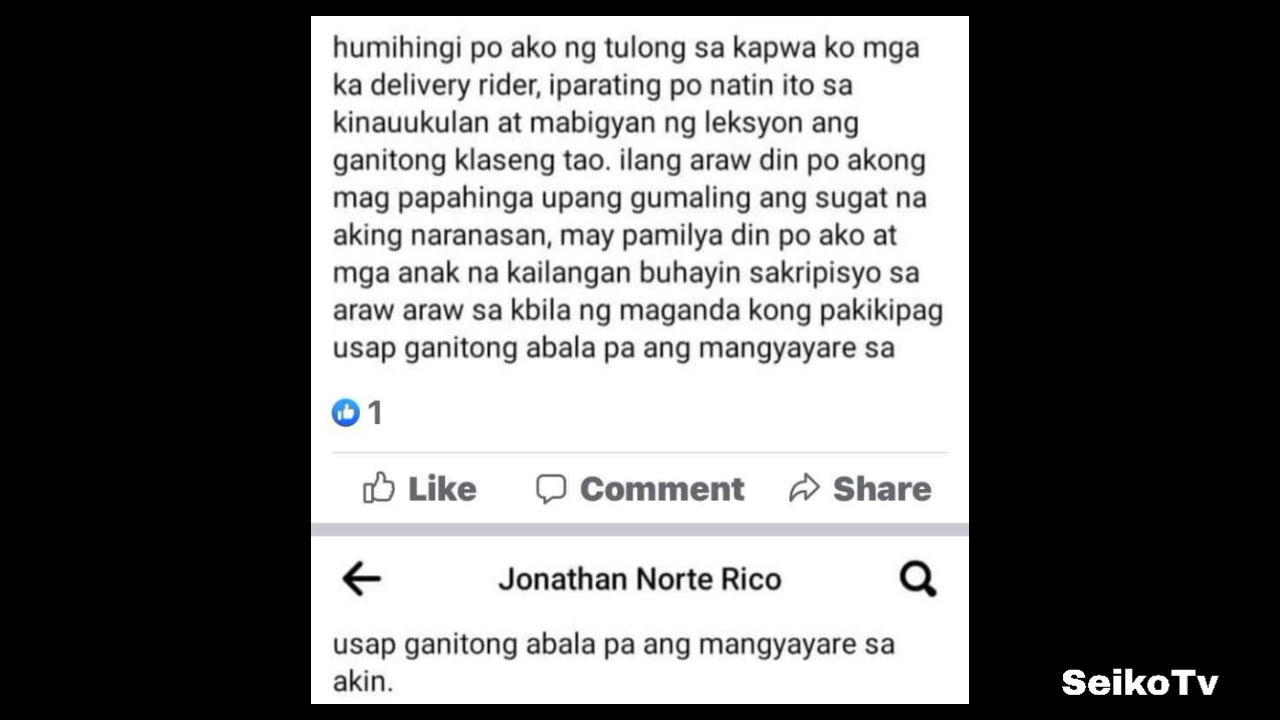 humihingi po ako ng tulong sa kapwa ko mga
ka delivery rider, iparating po natin ito sa
kinauukulan at mabigyan ng leksyon ang
ganitong klaseng tao. ilang araw din po akong
mag papahinga upang gumaling ang sugat na
aking naranasan, may pamilya din po ako at
mga anak na kailangan buhayin sakripisyo sa
araw araw sa kbila ng maganda kong pakikipag
usap ganitong abala pa ang mangyayare sa
1
Like Comment Share
Jonathan Norte Rico
usap ganitong abala pa ang mangyayare sa
akin.
SeikoTv